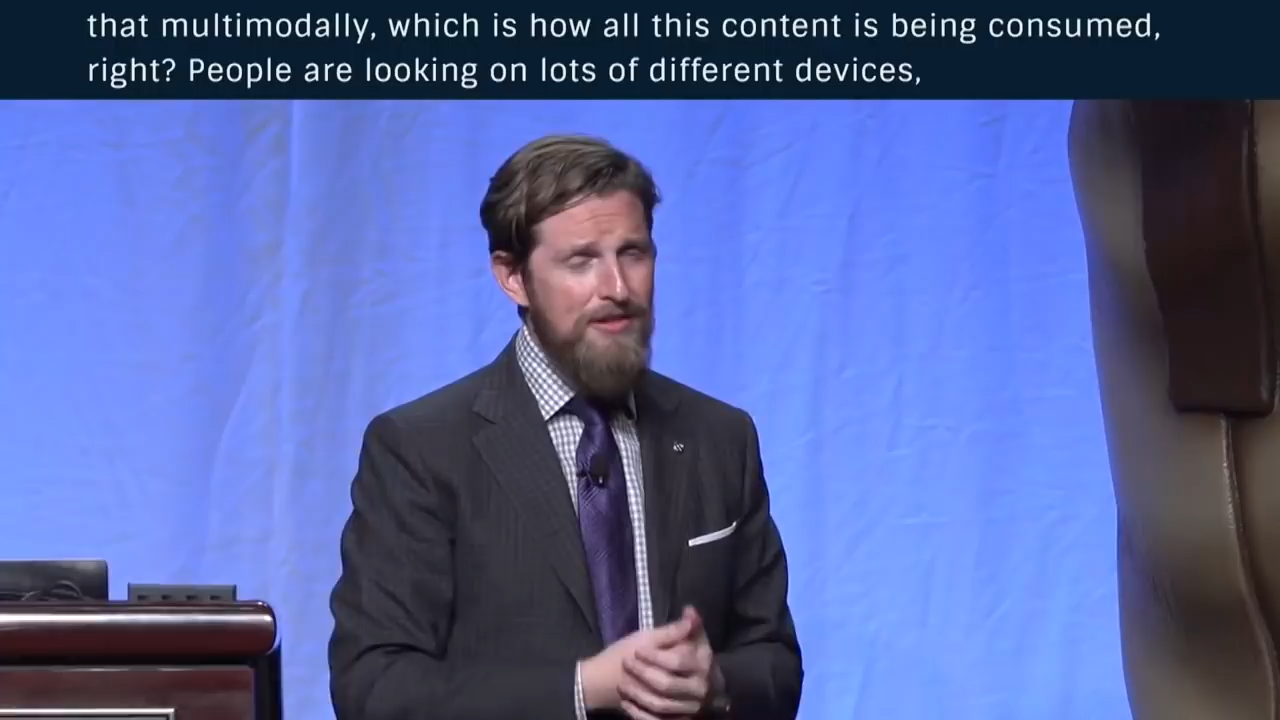 that multimodally, which is how all this content is being consumed,
right? People are looking on lots of different devices,